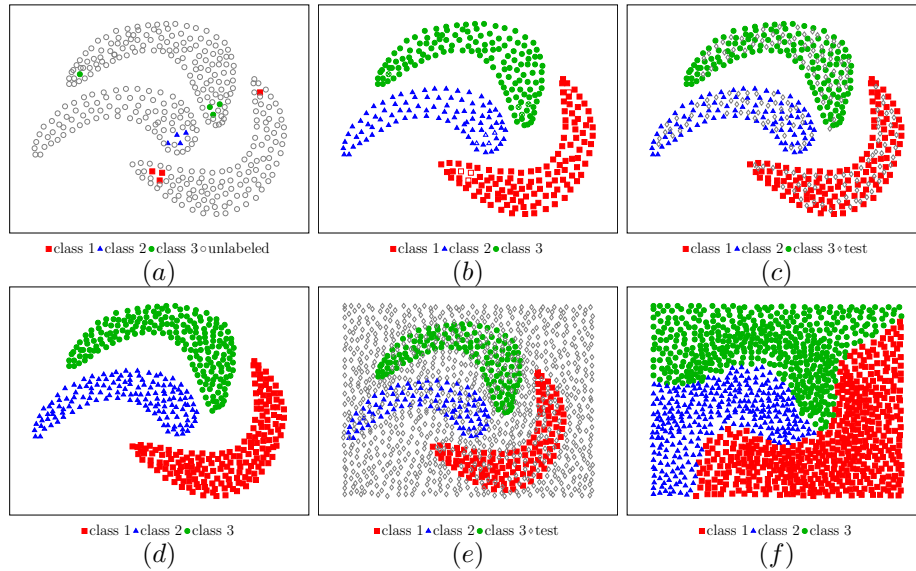 class 1 class 2 class 3 unlabeled
(a)
class 1 class 2 class 3
(b)
class 1 class 2 class 3 test
(c)
class 1 class 2 class 3
(d)
class 1 class 2 class 3 test
(e)
class 1 class 2 class 3
(f)